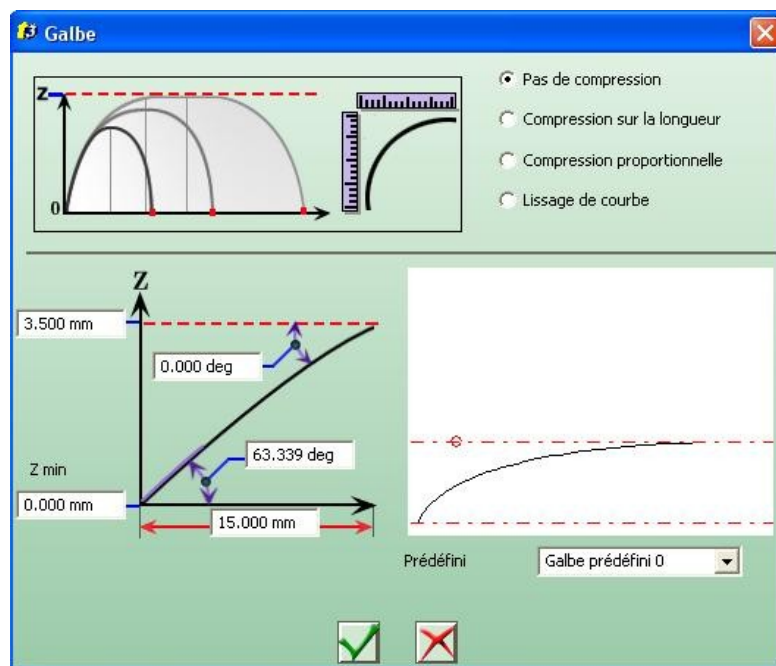 Galbe
Z
0
Pas de compression
Compression sur la longueur
Compression proportionnelle
Lissage de courbe
Z
3.500 mm
0.000 deg
63.339 deg
Z min
0.000 mm
15.000 mm
Prédéfini
Galbe prédéfini 0